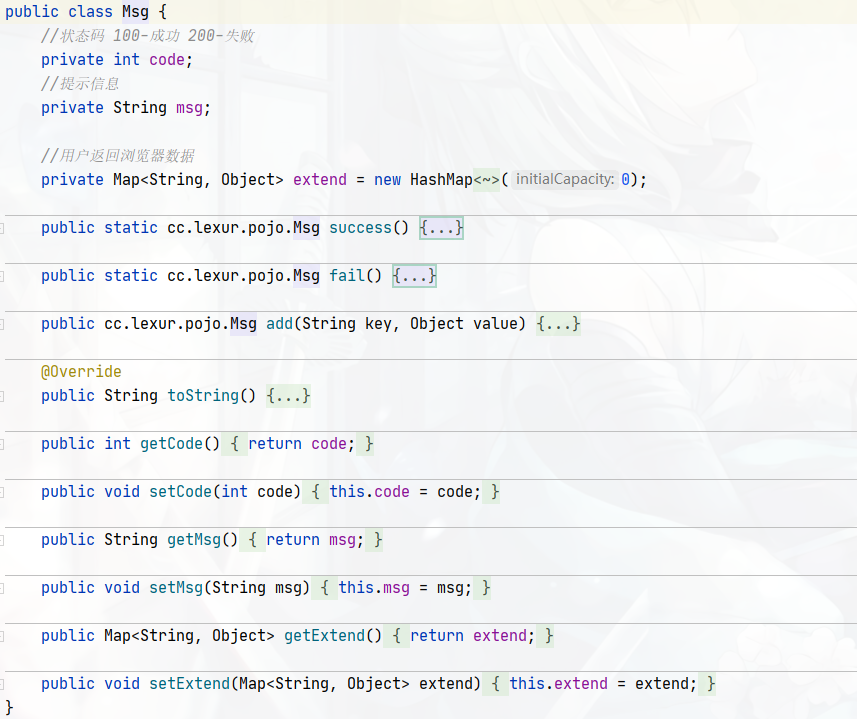 public class Msg {
    //状态码 100-成功 200-失败
    private int code;
    //提示信息
    private String msg;
    //用户返回浏览器数据
    private Map<String, Object> extend = new HashMap<~>( initialCapacity: 0);
    public static cc.lexur.pojo.Msg success() {...}
    public static cc.lexur.pojo.Msg fail() {...}
    public cc.lexur.pojo.Msg add(String key, Object value) {...}
    @Override
    public String toString() {...}
    public int getCode() { return code; }
    public void setCode(int code) { this.code = code; }
    public String getMsg() { return msg; }
    public void setMsg(String msg) { this.msg = msg; }
    public Map<String, Object> getExtend() { return extend; }
    public void setExtend(Map<String, Object> extend) { this.extend = extend; }
}